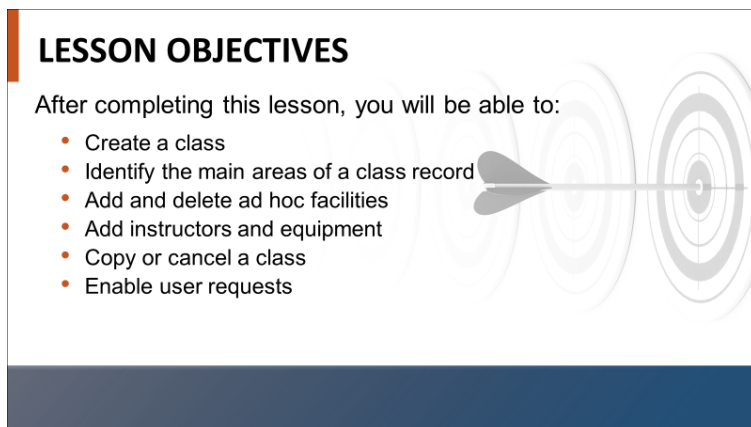 LESSON OBJECTIVES
After completing this lesson, you will be able to:
• Create a class
• Identify the main areas of a class record
• Add and delete ad hoc facilities
• Add instructors and equipment
• Copy or cancel a class
• Enable user requests